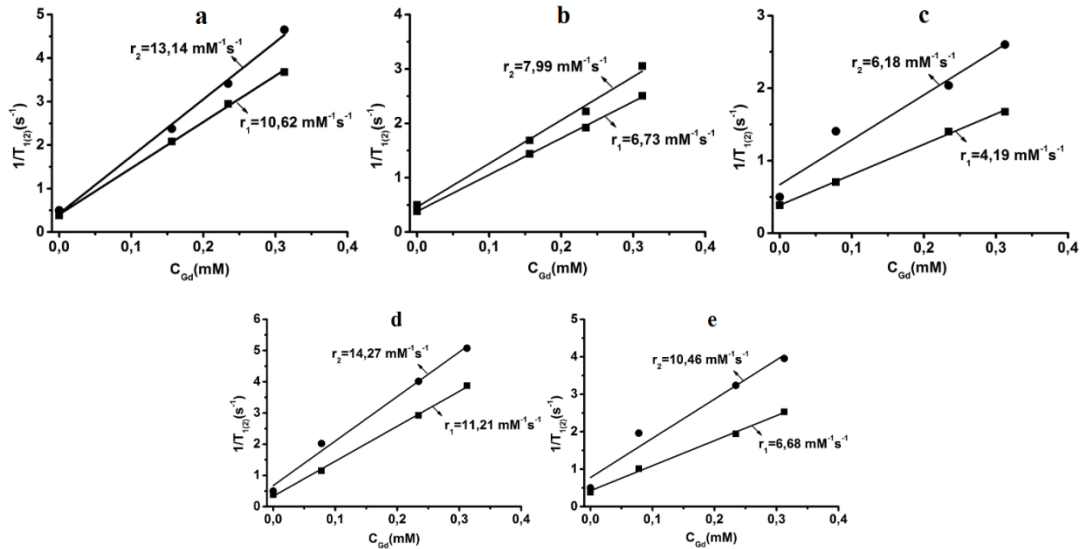 a
5
4
3
2
1
0
r2=13,14 mM⁻¹s⁻¹
r1=10,62 mM⁻¹s⁻¹
1/T1(2)(s⁻¹)
0,0 0,1 0,2 0,3 0,4
CGd(mM)
b
4
3
2
1
0
r2=7,99 mM⁻¹s⁻¹
r1=6,73 mM⁻¹s⁻¹
1/T1(2)(s⁻¹)
0,0 0,1 0,2 0,3 0,4
CGd(mM)
c
3
2
1
0
r2=6,18 mM⁻¹s⁻¹
r1=4,19 mM⁻¹s⁻¹
1/T1(2)(s⁻¹)
0,0 0,1 0,2 0,3 0,4
CGd(mM)
d
6
5
4
3
2
1
0
r2=14,27 mM⁻¹s⁻¹
r1=11,21 mM⁻¹s⁻¹
1/T1(2)(s⁻¹)
0,0 0,1 0,2 0,3 0,4
CGd(mM)
e
5
4
3
2
1
0
r2=10,46 mM⁻¹s⁻¹
r1=6,68 mM⁻¹s⁻¹
1/T1(2)(s⁻¹)
0,0 0,1 0,2 0,3 0,4
CGd(mM)